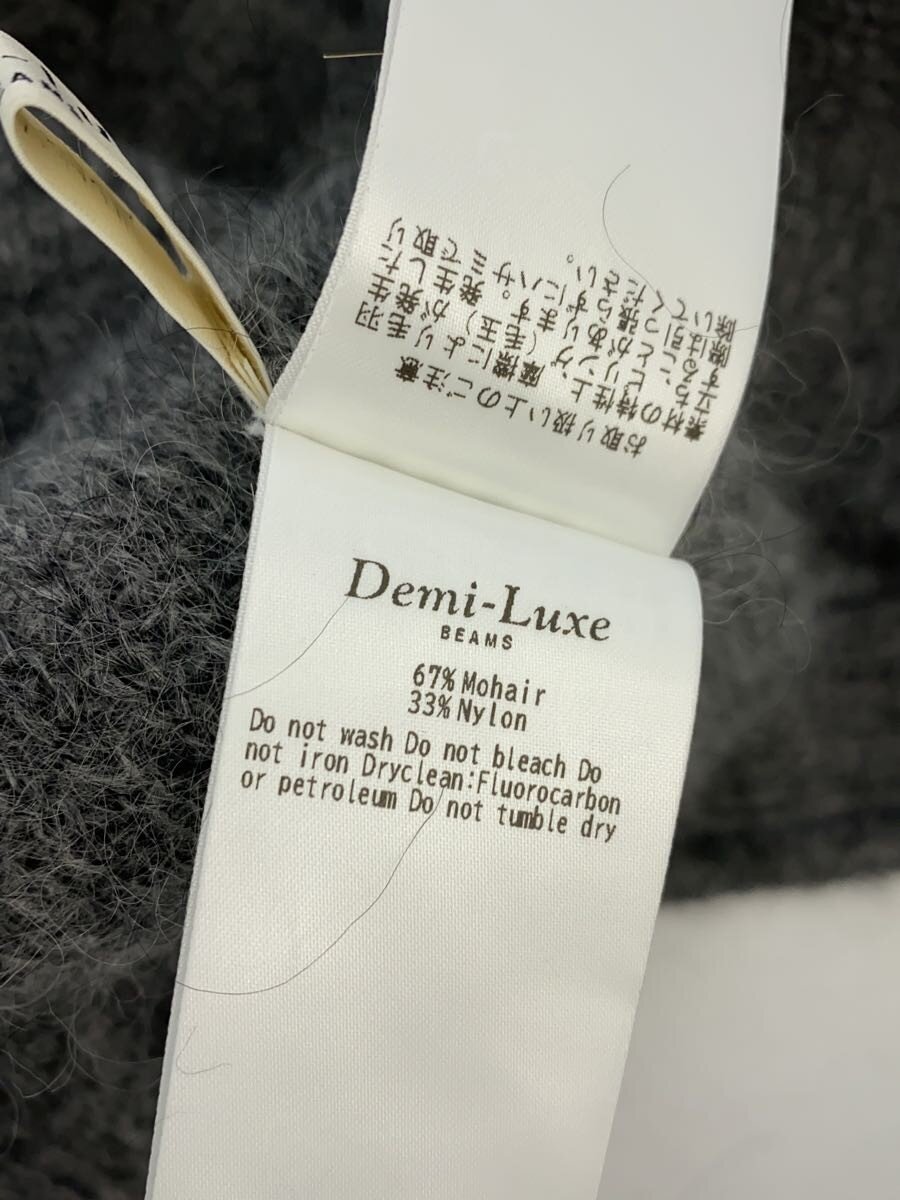 お取り扱い上のご注意
素材の特性上、摩擦により毛羽
立ちやピリング(毛玉)が発生
することがあります。発生した
際は引っ張らずにハサミで取り
除いてください。
Demi-Luxe
BEAMS
67% Mohair
33% Nylon
Do not wash Do not bleach Do
not iron Dryclean:Fluorocarbon
or petroleum Do not tumble dry